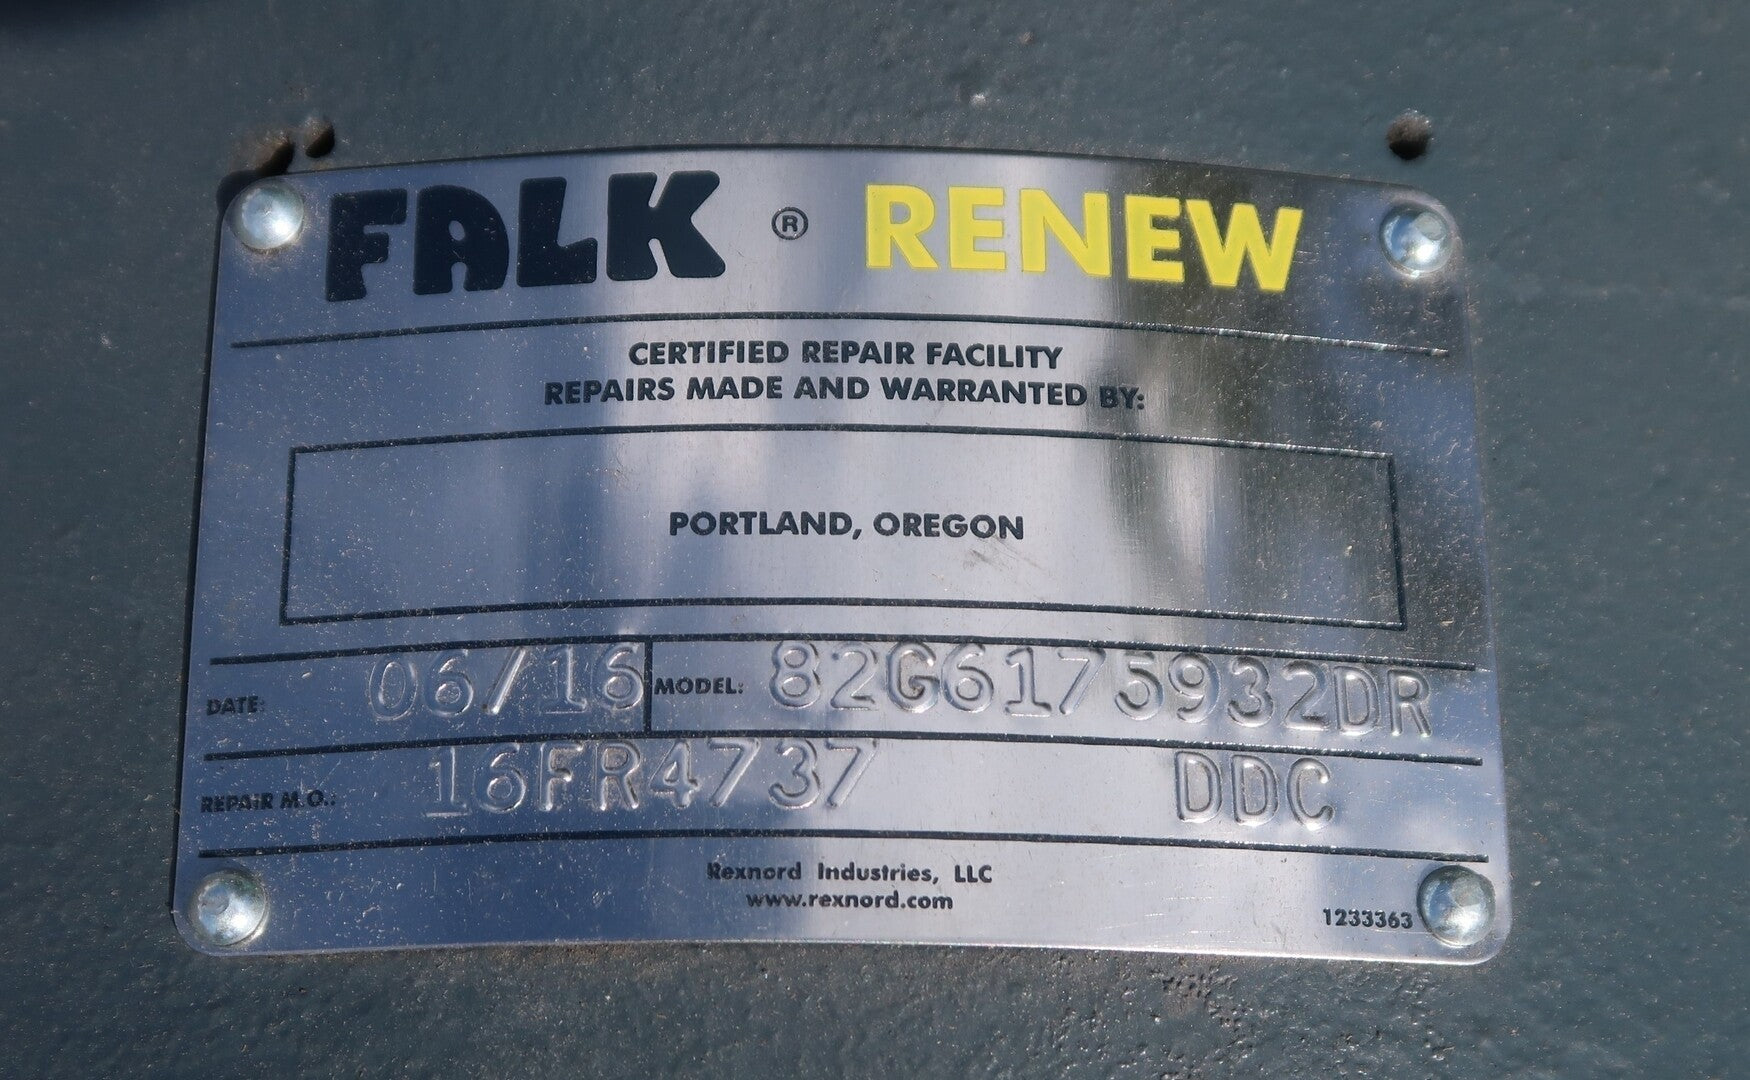 FALK ® RENEW
CERTIFIED REPAIR FACILITY
REPAIRS MADE AND WARRANTED BY:
PORTLAND, OREGON
DATE: 06/16 MODEL: 82G6175932DR
REPAIR M.O.: 16FR4737 DDC
Rexnord Industries, LLC
www.rexnord.com
1233363